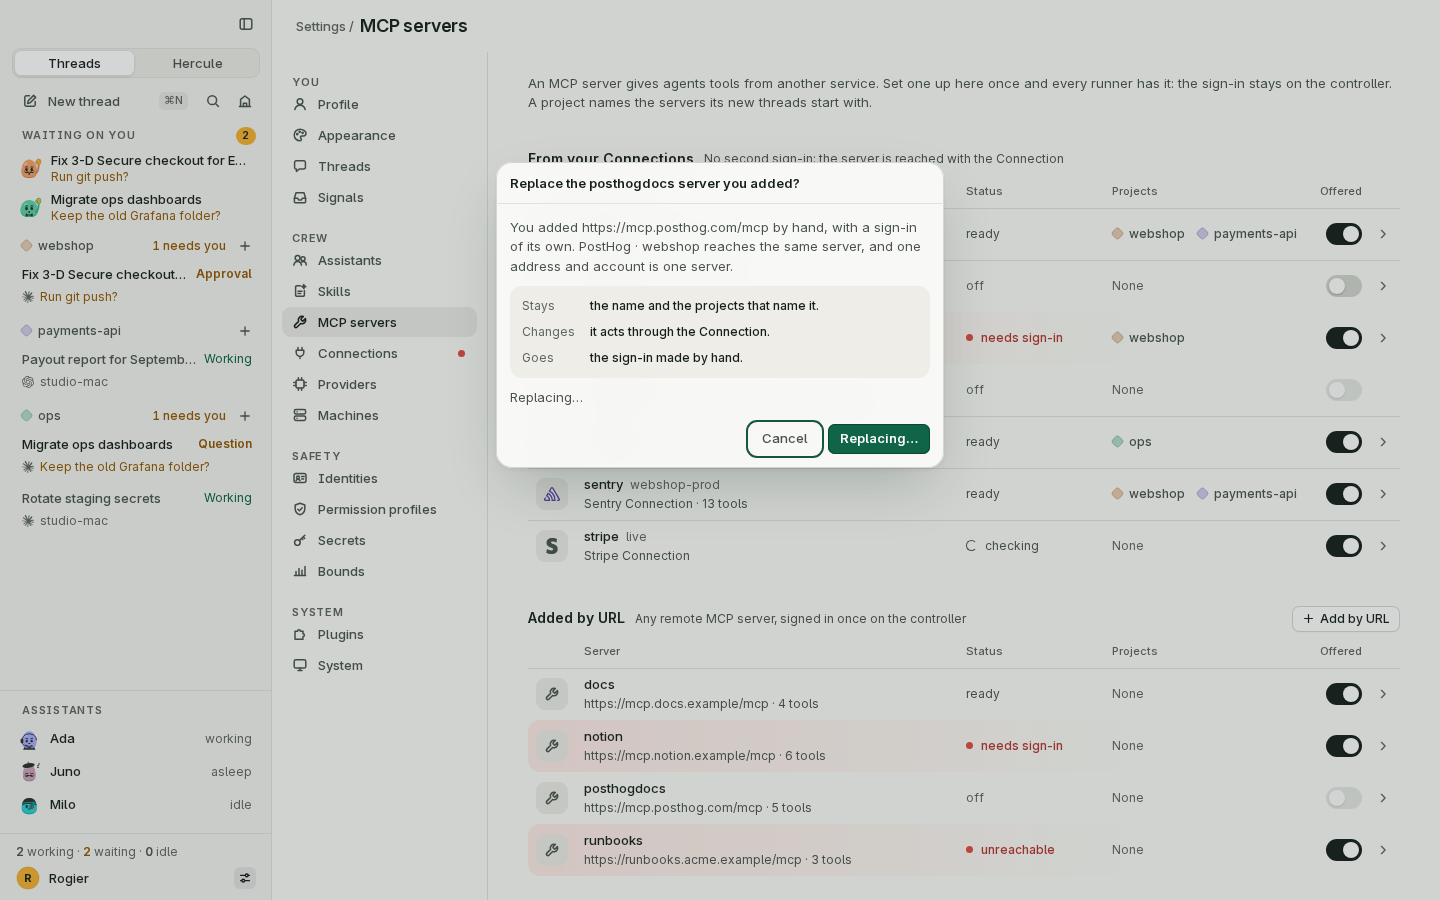 Threads
Hercule
New thread
⌘N
WAITING ON YOU
2
Fix 3-D Secure checkout for E…
Run git push?
Migrate ops dashboards
Keep the old Grafana folder?
webshop
1 needs you
Fix 3-D Secure checkout…
Approval
Run git push?
payments-api
Payout report for Septemb…
Working
studio-mac
ops
1 needs you
Migrate ops dashboards
Question
Keep the old Grafana folder?
Rotate staging secrets
Working
studio-mac
ASSISTANTS
Ada
working
Juno
asleep
Milo
idle
2 working · 2 waiting · 0 idle
R
Rogier
Settings / MCP servers
YOU
Profile
Appearance
Threads
Signals
CREW
Assistants
Skills
MCP servers
Connections
Providers
Machines
SAFETY
Identities
Permission profiles
Secrets
Bounds
SYSTEM
Plugins
System
An MCP server gives agents tools from another service. Set one up here once and every runner has it: the sign-in stays on the controller.
A project names the servers its new threads start with.
From your Connections
No second sign-in: the server is reached with the Connection
Status
Projects
Offered
ready
webshop
payments-api
off
None
needs sign-in
webshop
off
None
ready
ops
sentry webshop-prod
Sentry Connection · 13 tools
ready
webshop
payments-api
stripe live
Stripe Connection
checking
None
Replace the posthogdocs server you added?
You added https://mcp.posthog.com/mcp by hand, with a sign-in
of its own. PostHog · webshop reaches the same server, and one
address and account is one server.
Stays the name and the projects that name it.
Changes it acts through the Connection.
Goes the sign-in made by hand.
Replacing…
Cancel
Replacing…
Added by URL
Any remote MCP server, signed in once on the controller
Add by URL
Server
Status
Projects
Offered
docs
https://mcp.docs.example/mcp · 4 tools
ready
None
notion
https://mcp.notion.example/mcp · 6 tools
needs sign-in
None
posthogdocs
https://mcp.posthog.com/mcp · 5 tools
off
None
runbooks
https://runbooks.acme.example/mcp · 3 tools
unreachable
None